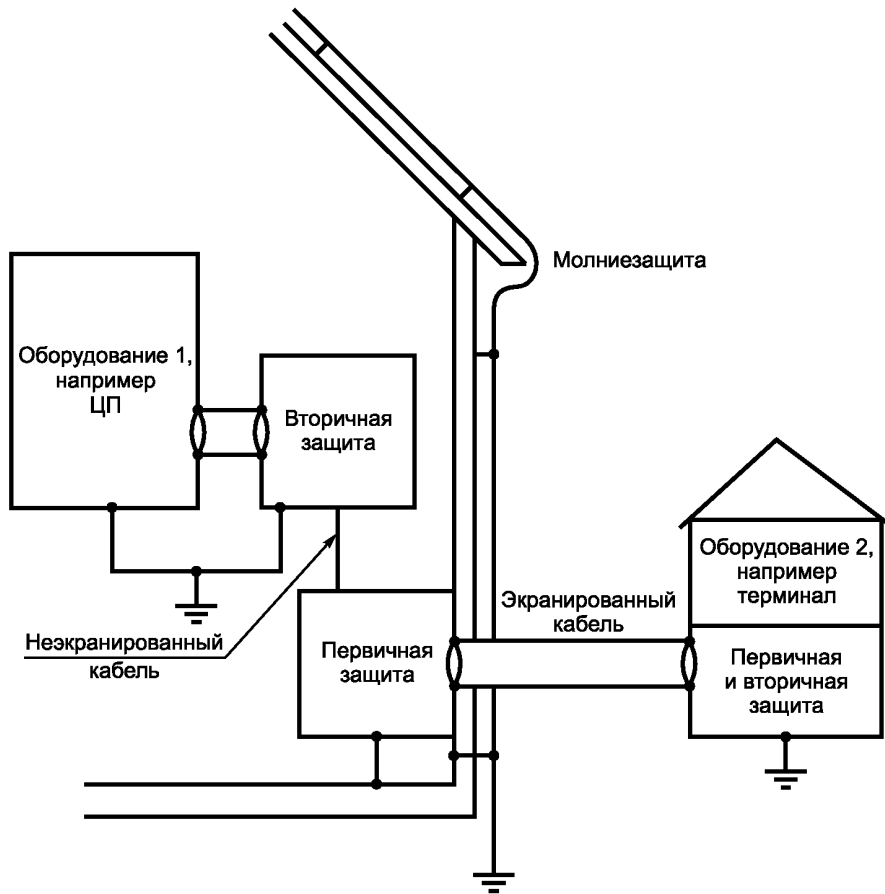 Молниезащита
Оборудование 1,
например
ЦП
Вторичная
защита
Оборудование 2,
например
терминал
Экранированный
кабель
Неэкранированный
кабель
Первичная
защита
Первичная
и вторичная
защита